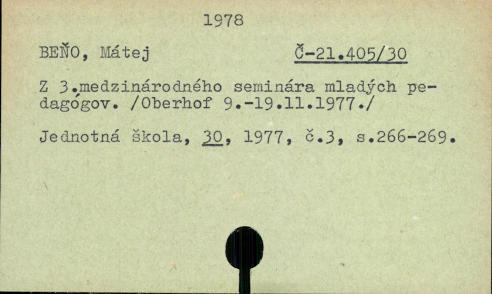 1978
BEŇO, Mátej Č-21.405/30
Z 3.medzinárodného seminára mladých pe-
dagógov. /Oberhof 9.-19.11.1977./
Jednotná škola, 30, 1977, č.3, s.266-269.